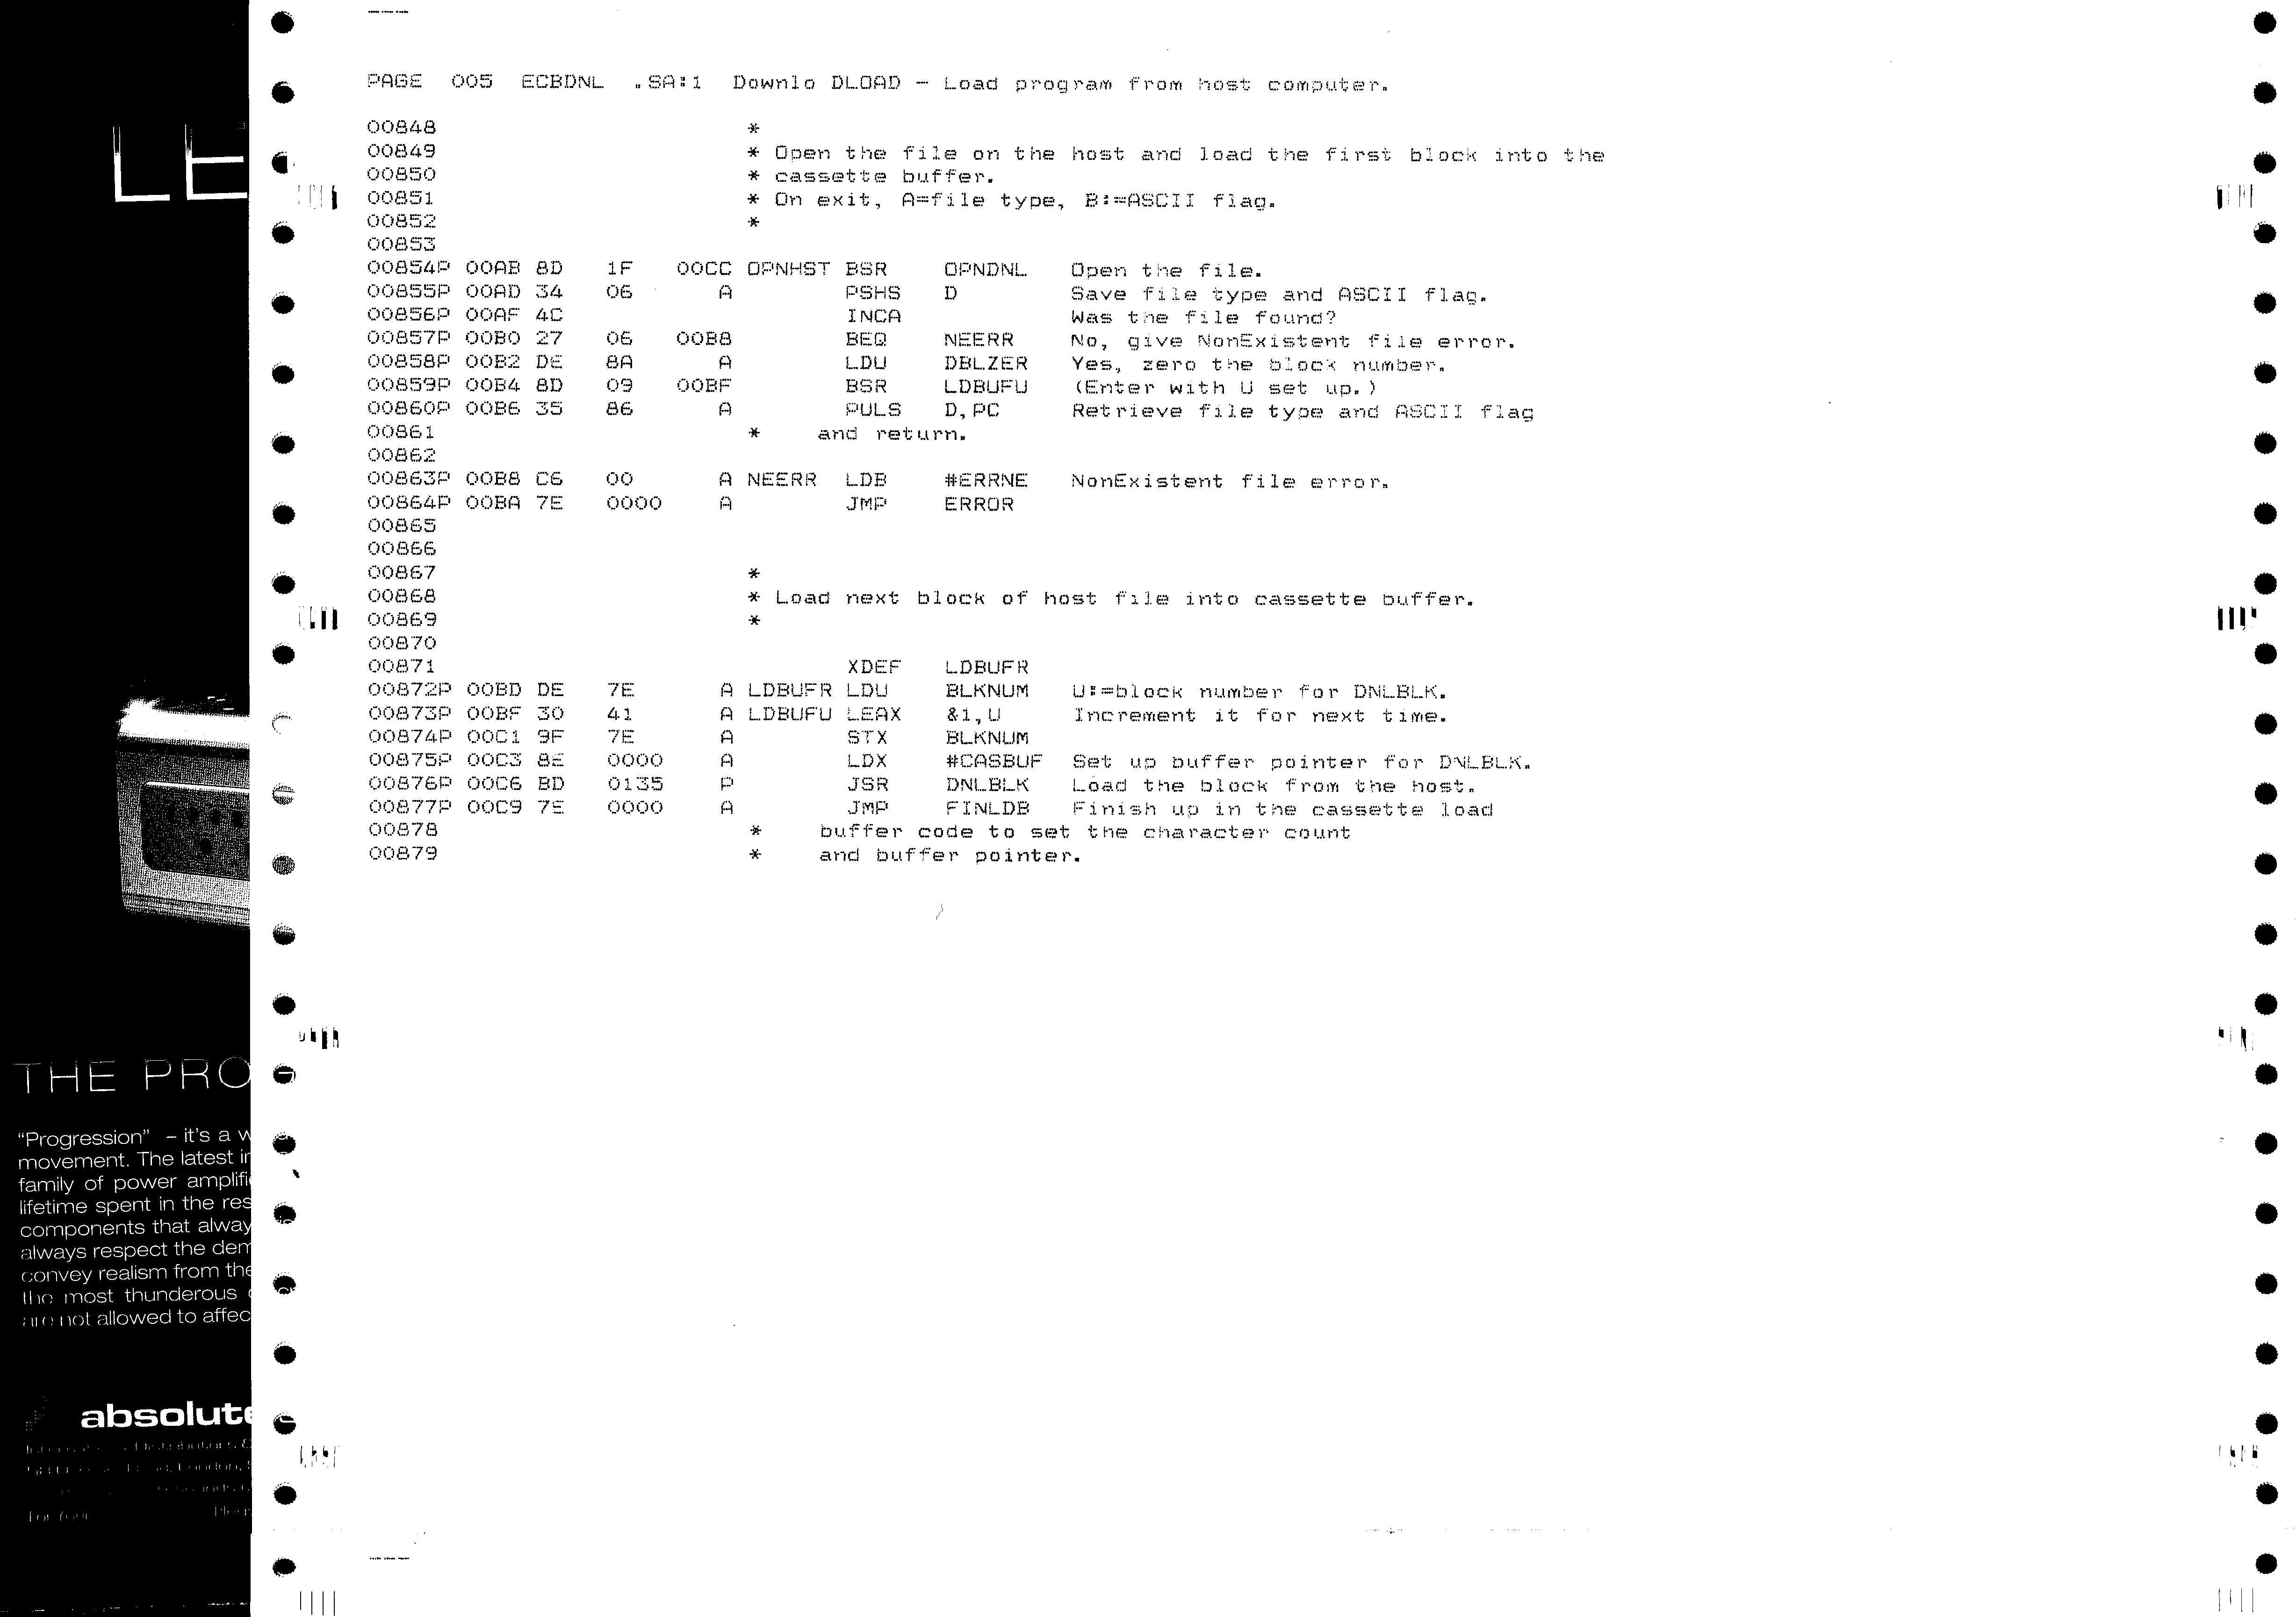 PAGE 005 ECBDNL .SA:1 Downlo DLOAD - Load program from host computer.
00848 *
00849 * Open the file on the host and load the first block into the
00850 * cassette buffer.
00851 * On exit, A=file type, B:=ASCII flag.
00852 *
00853
00854P 00AB 8D 1F 00CC OPNHST BSR OPNDNL Open the file.
00855P 00AD 34 06 A PSHS D Save file type and ASCII flag.
00856P 00AF 4C INCA Was the file found?
00857P 00B0 27 06 00B8 BEQ NEERR No, give NonExistent file error.
00858P 00B2 DE 8A A LDU DBLZER Yes, zero the block number.
00859P 00B4 8D 09 00BF BSR LDBUFU (Enter with U set up.)
00860P 00B6 35 86 A PULS D,PC Retrieve file type and ASCII flag
00861 * and return.
00862
00863P 00B8 C6 00 A NEERR LDB #ERRNE NonExistent file error.
00864P 00BA 7E 0000 A JMP ERROR
00865
00866
00867 *
00868 * Load next block of host file into cassette buffer.
00869 *
00870
00871 XDEF LDBUFR
00872P 00BD DE 7E A LDBUFR LDU BLKNUM U:=block number for DNLBLK.
00873P 00BF 30 41 A LDBUFU LEAX &1,U Increment it for next time.
00874P 00C1 9F 7E A STX BLKNUM
00875P 00C3 8E 0000 A LDX #CASBUF Set up buffer pointer for DNLBLK.
00876P 00C6 BD 0135 P JSR DNLBLK Load the block from the host.
00877P 00C9 7E 0000 A JMP FINLDB Finish up in the cassette load
00878 * buffer code to set the character count
00879 * and buffer pointer.
LE
THE PRO
“Progression” – it's a w
movement. The latest in
family of power amplifi
lifetime spent in the res
components that alway
always respect the dem
convey realism from the
the most thunderous
are not allowed to affec
absolute